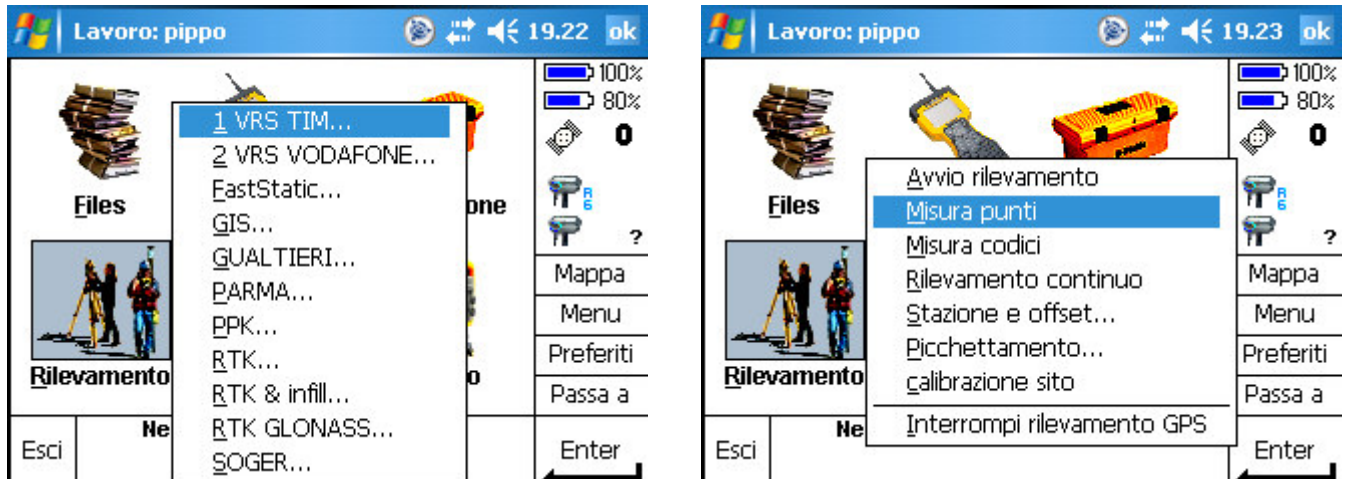 Lavoro: pippo 19.22 ok
100%
80%
0
1 VRS TIM...
2 VRS VODAFONE...
FastStatic...
GIS...
GUALTIERI...
PARMA...
PPK...
RTK...
RTK & infill...
RTK GLONASS...
SOGER...
Files
one
R
6
?
Mappa
Menu
Preferiti
Passa a
Rilevamento
o
Esci
Ne
Enter
Lavoro: pippo 19.23 ok
100%
80%
0
Avvio rilevamento
Misura punti
Misura codici
Rilevamento continuo
Stazione e offset...
Picchettamento...
calibrazione sito
Interrompi rilevamento GPS
Files
R
6
?
Mappa
Menu
Preferiti
Passa a
Rilevamento
Esci
Ne
Enter